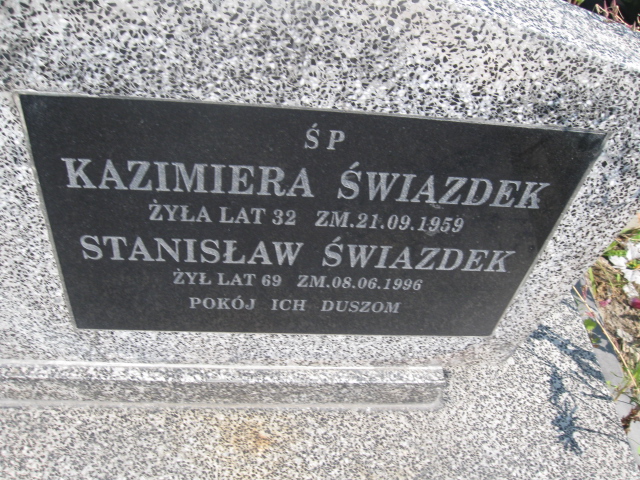 ŚP
KAZIMIERA ŚWIAZDEK
ŻYŁA LAT 32 ZM.21.09.1959
STANISŁAW ŚWIAZDEK
ŻYŁ LAT 69 ZM.08.06.1996
POKÓJ ICH DUSZOM